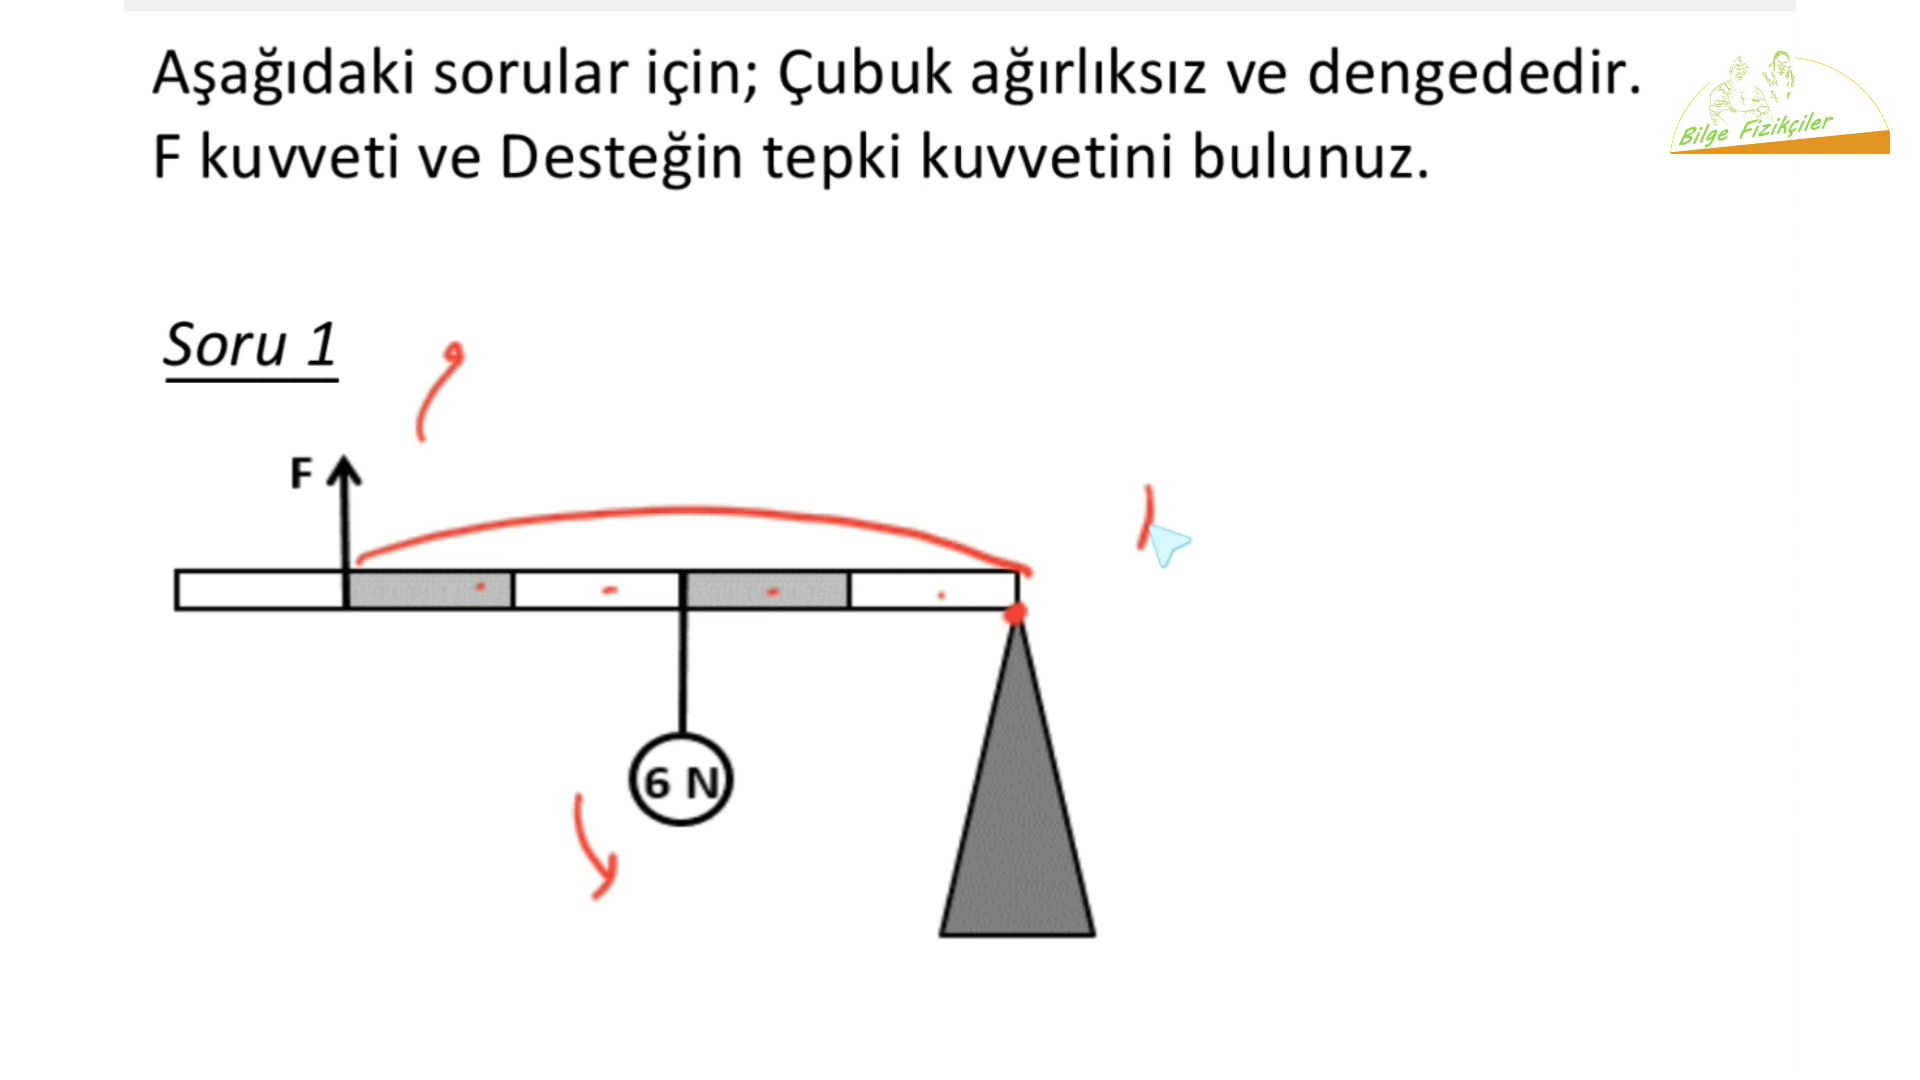 Aşağıdaki sorular için; Çubuk ağırlıksız ve dengededir.
F kuvveti ve Desteğin tepki kuvvetini bulunuz.
Bilge Fizikçiler
Soru 1
F
6 N